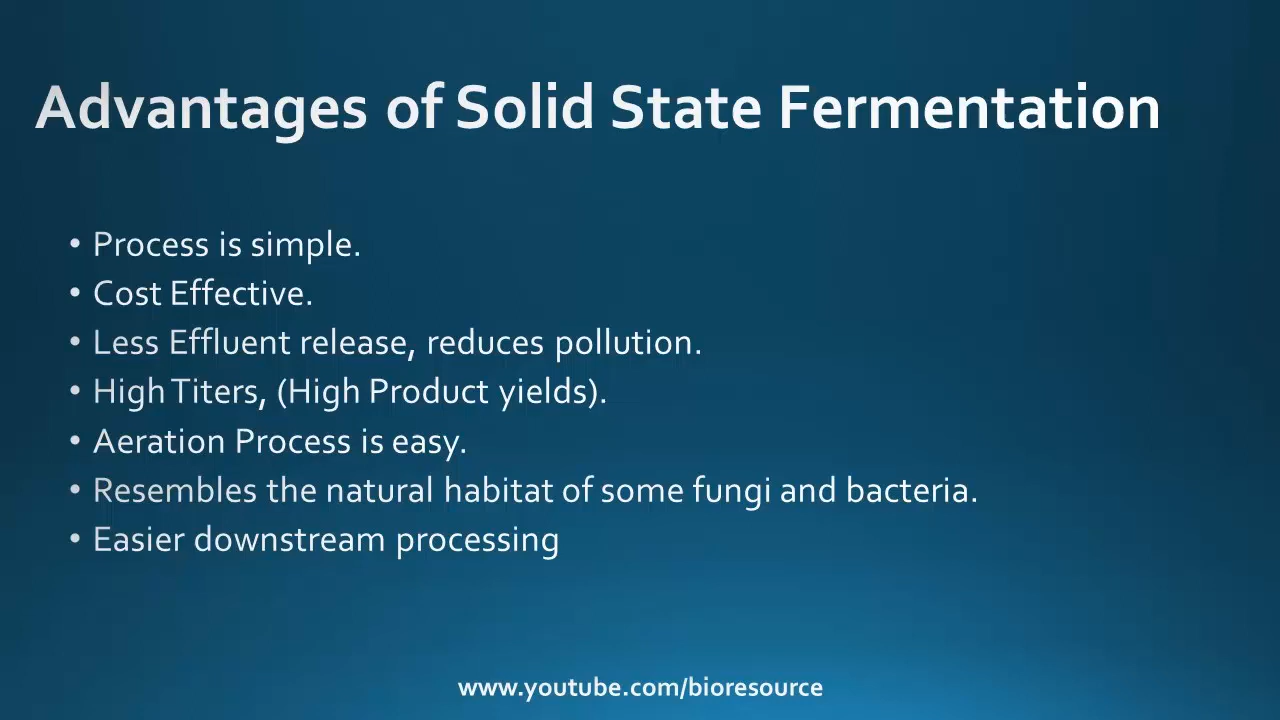 Advantages of Solid State Fermentation
• Process is simple.
• Cost Effective.
• Less Effluent release, reduces pollution.
• High Titers, (High Product yields).
• Aeration Process is easy.
• Resembles the natural habitat of some fungi and bacteria.
• Easier downstream processing
www.youtube.com/bioresource